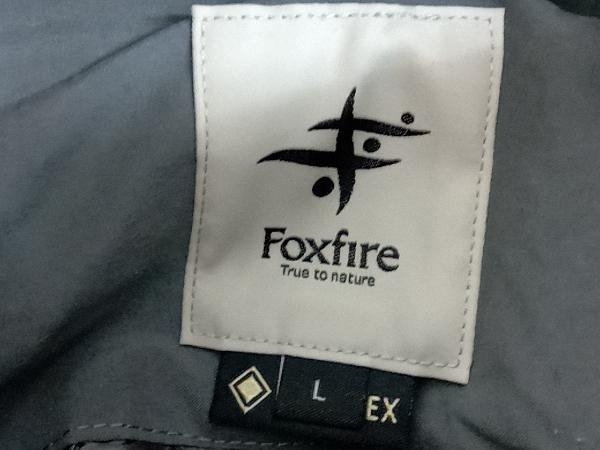 Foxfire
True to nature
L
EX